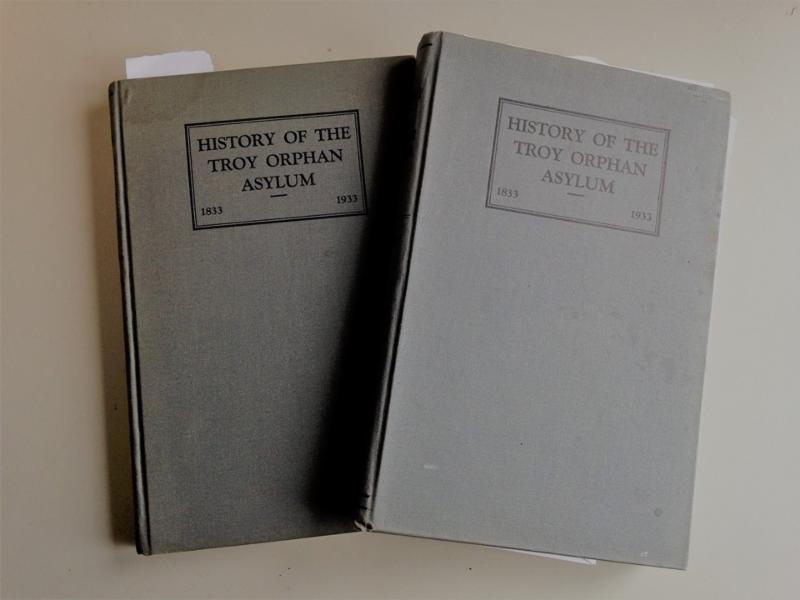 HISTORY OF THE
TROY ORPHAN
ASYLUM
1833 1933
HISTORY OF THE
TROY ORPHAN
ASYLUM
1833 1933